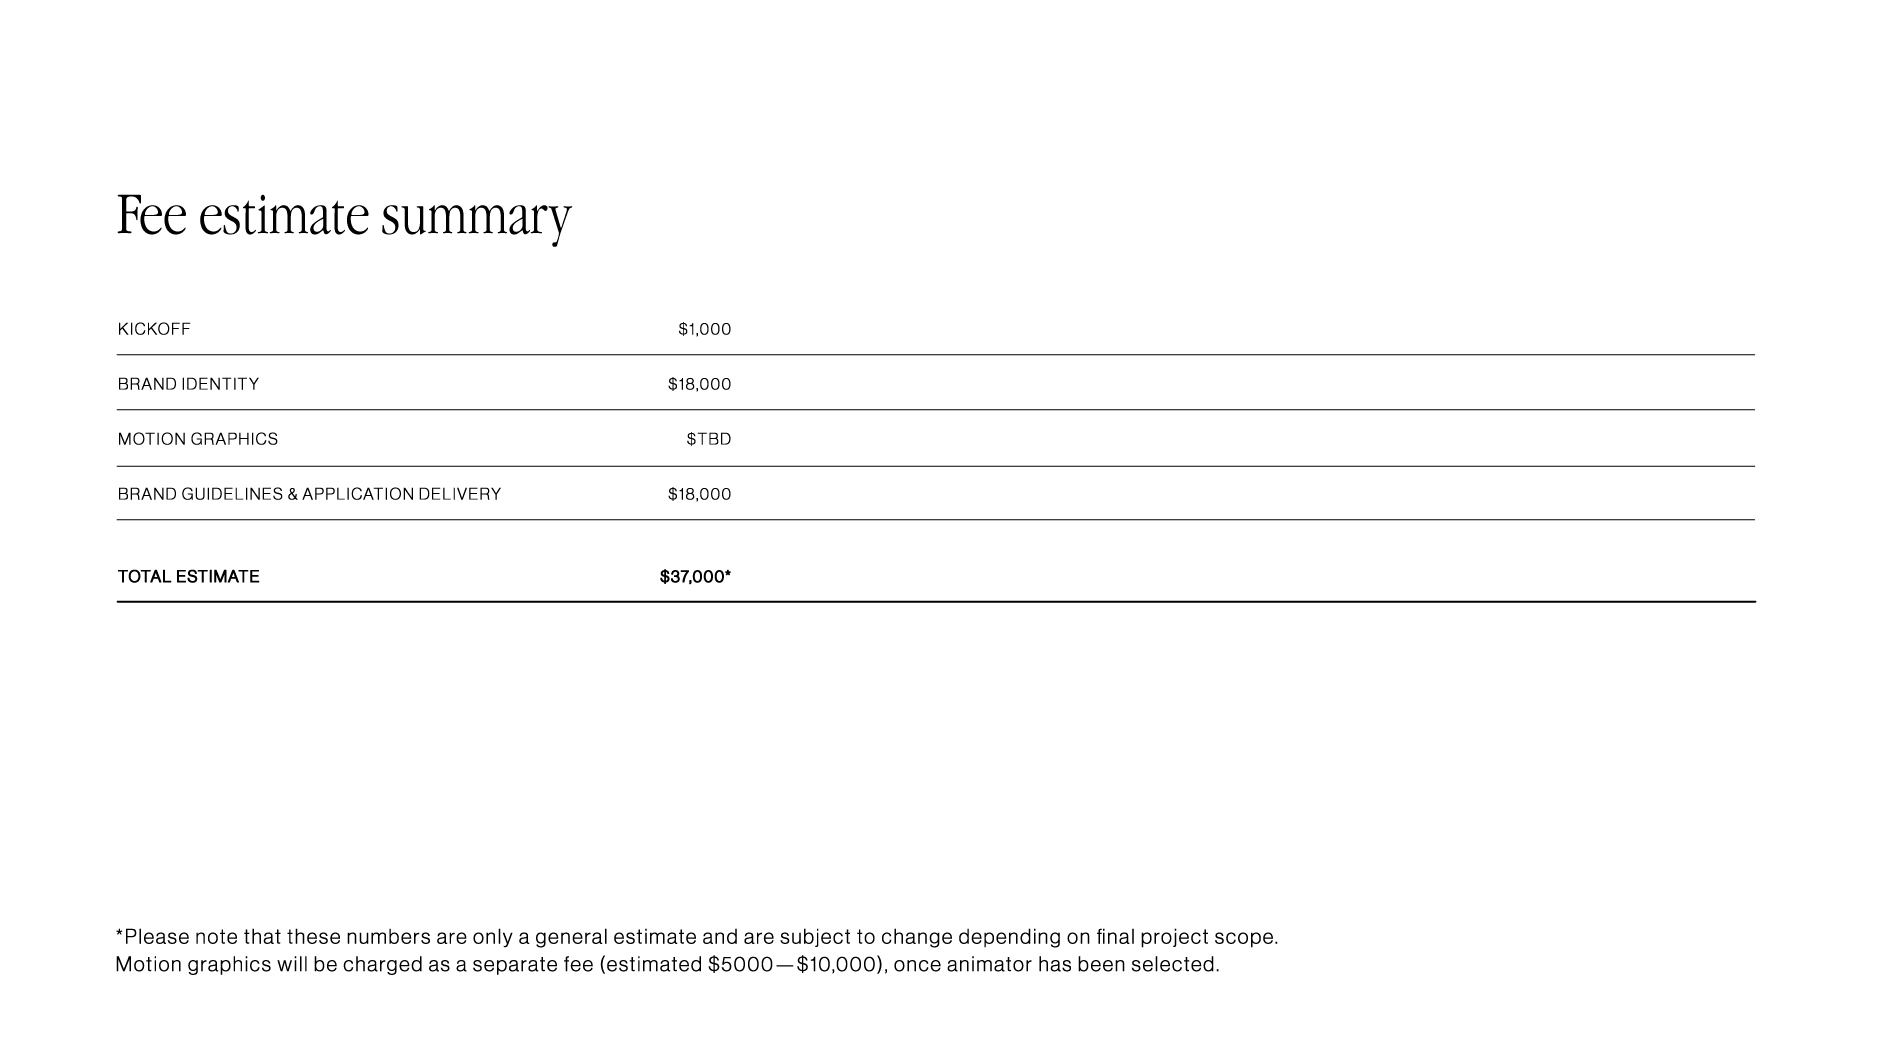 Fee estimate summary
KICKOFF $1,000
BRAND IDENTITY $18,000
MOTION GRAPHICS $TBD
BRAND GUIDELINES & APPLICATION DELIVERY $18,000
TOTAL ESTIMATE $37,000*
*Please note that these numbers are only a general estimate and are subject to change depending on final project scope.
Motion graphics will be charged as a separate fee (estimated $5000—$10,000), once animator has been selected.